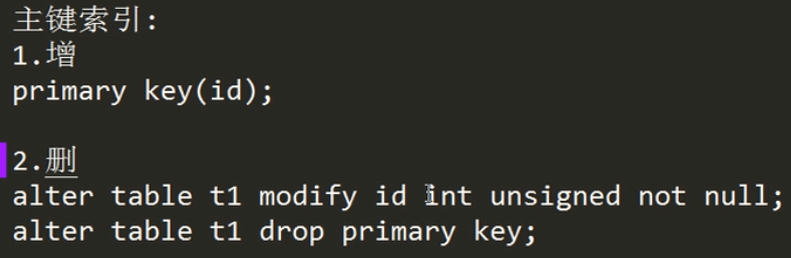 主键索引:
1.增
primary key(id);
2.删
alter table t1 modify id int unsigned not null;
alter table t1 drop primary key;